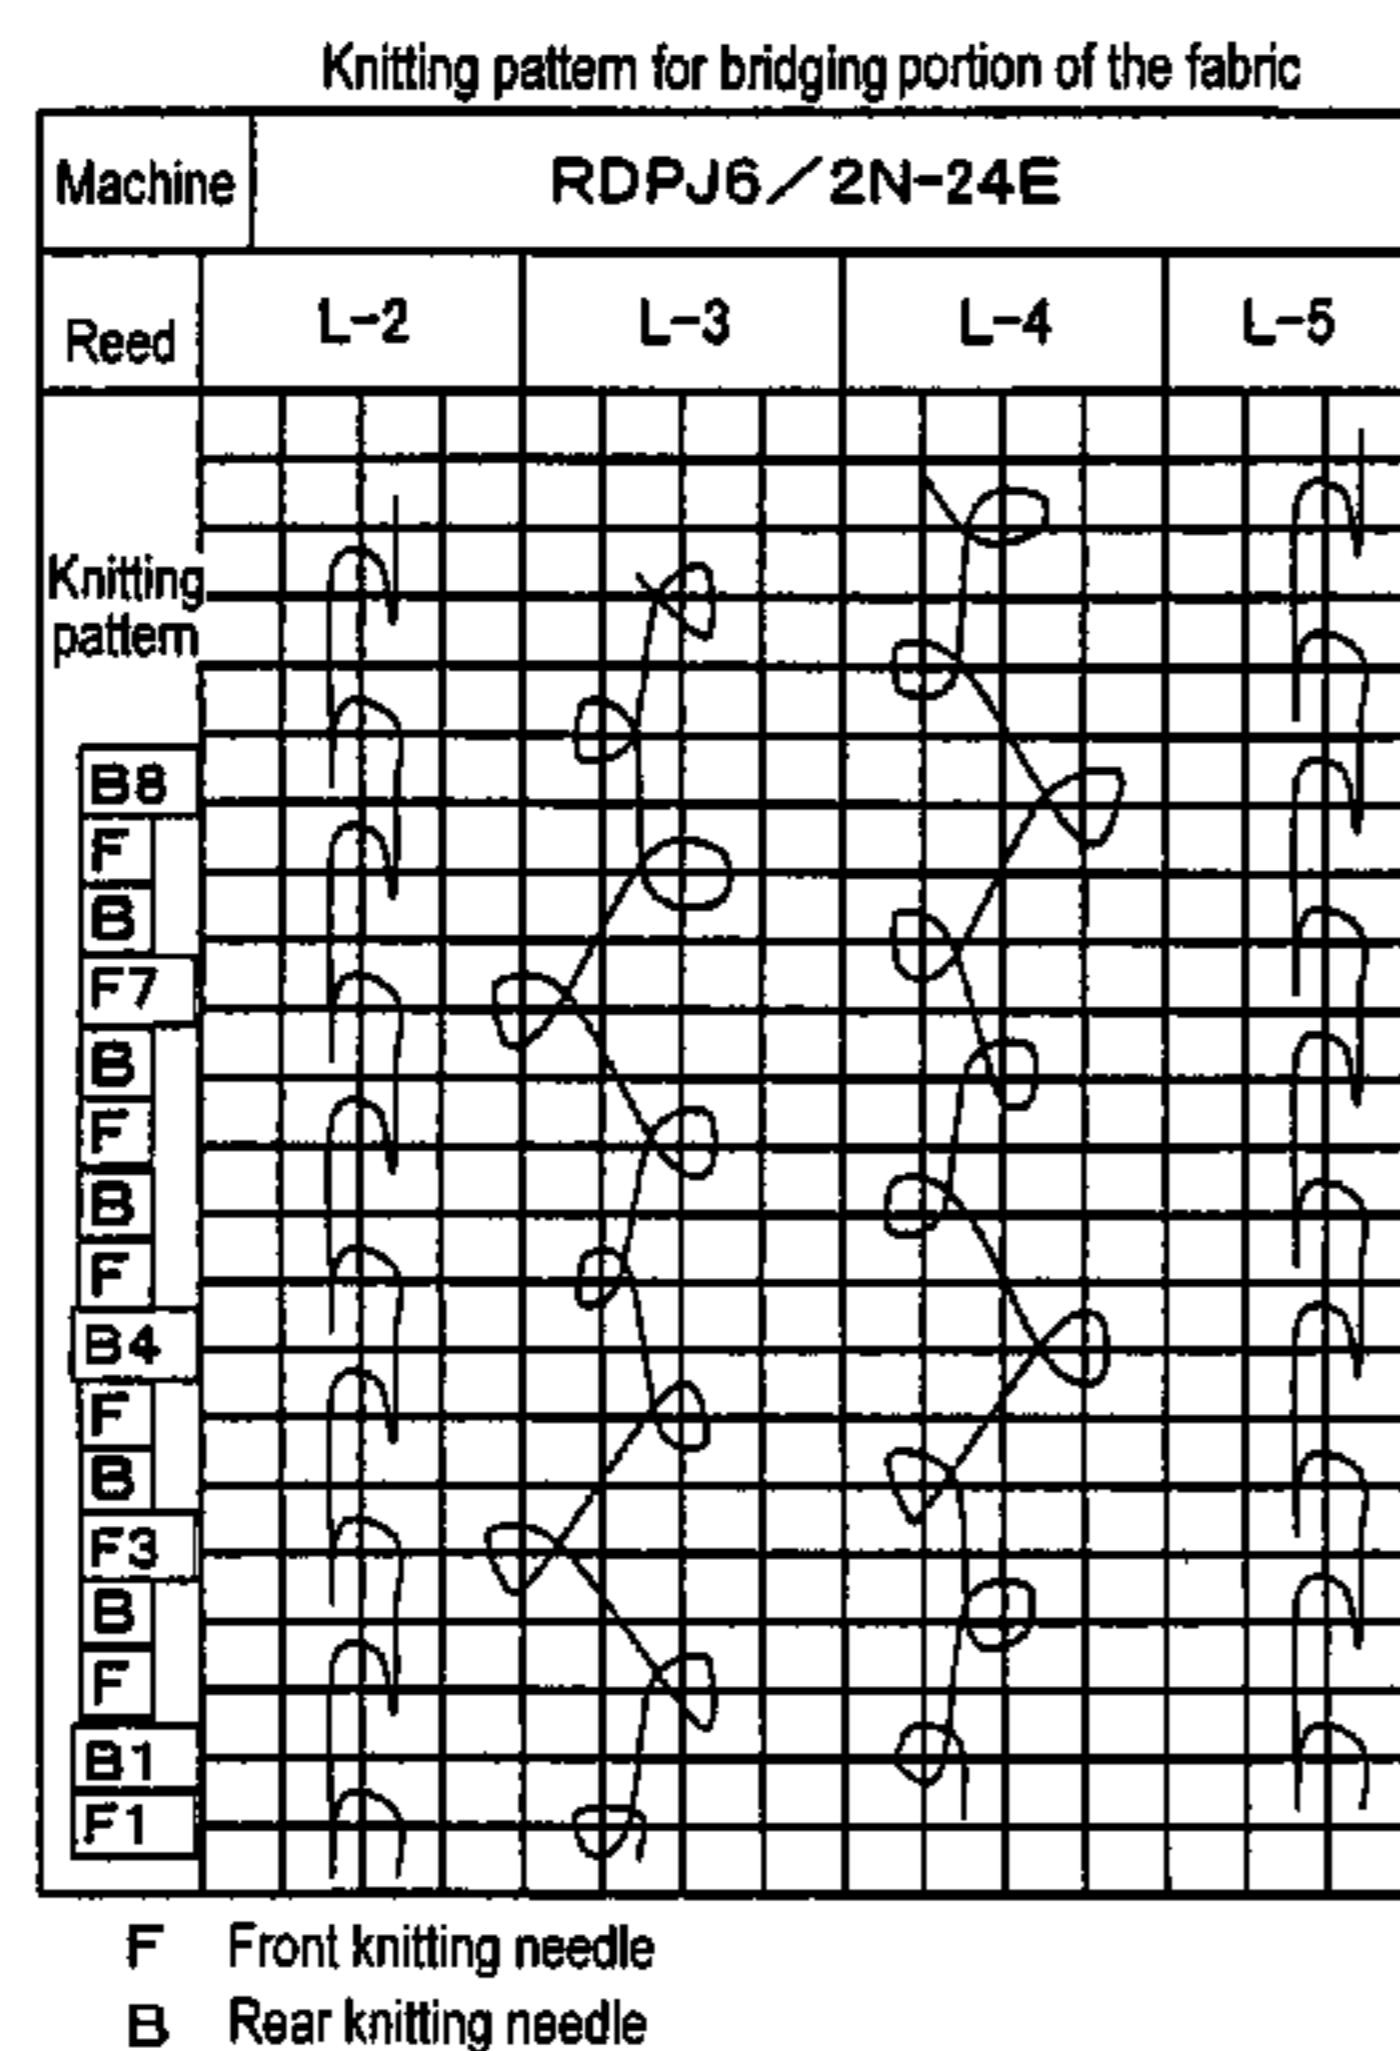 Knitting pattern for bridging portion of the fabric
Machine
RDPJ6/2N-24E
Reed
L-2
L-3
L-4
L-5
Knitting
pattern
B8
F
B
F7
B
F
B
F
B4
F
B
F3
B
F
B1
F1
F Front knitting needle
B Rear knitting needle